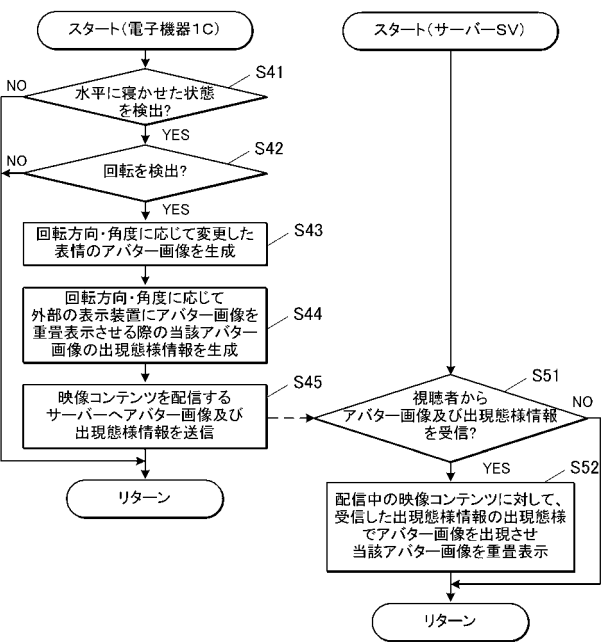 スタート(電子機器1C)
S41
水平に寝かせた状態
を検出?
NO
YES
S42
回転を検出?
NO
YES
回転方向・角度に応じて変更した
表情のアバター画像を生成
S43
回転方向・角度に応じて
外部の表示装置にアバター画像を
重畳表示させる際の当該アバター
画像の出現態様情報を生成
S44
映像コンテンツを配信する
サーバーへアバター画像及び
出現態様情報を送信
S45
リターン
スタート(サーバーSV)
S51
視聴者から
アバター画像及び出現態様情報
を受信?
NO
YES
S52
配信中の映像コンテンツに対して、
受信した出現態様情報の出現態様
でアバター画像を出現させ
当該アバター画像を重畳表示
リターン